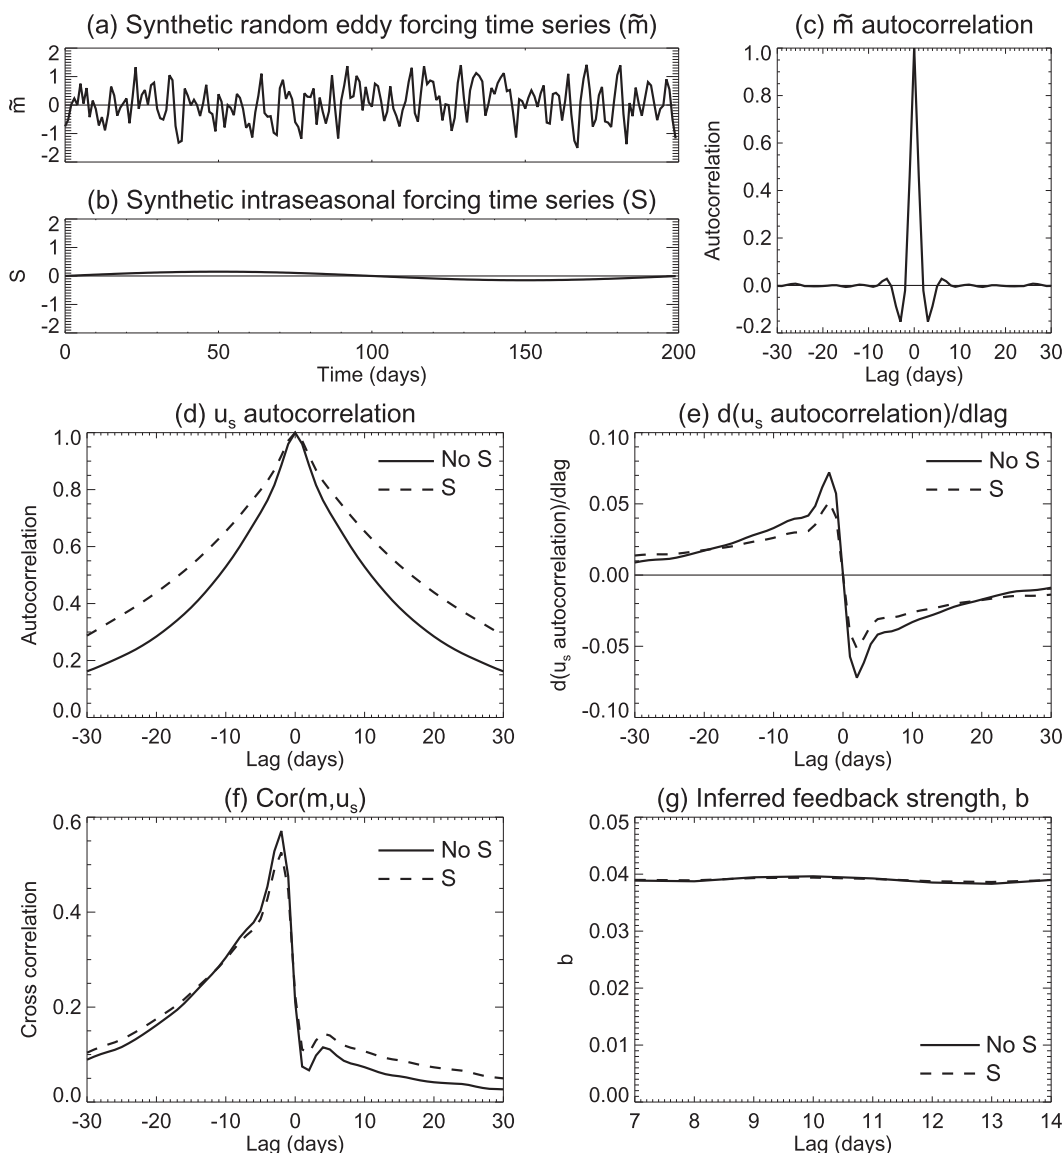 (a) Synthetic random eddy forcing time series (m̃)
2
1
0
-1
-2
m̃
(b) Synthetic intraseasonal forcing time series (S)
2
1
0
-1
-2
S
0 50 100 150 200
Time (days)
(c) m̃ autocorrelation
1.0
0.8
0.6
0.4
0.2
0.0
-0.2
Autocorrelation
-30 -20 -10 0 10 20 30
Lag (days)
(d) uₛ autocorrelation
1.0
0.8
0.6
0.4
0.2
0.0
Autocorrelation
No S
S
-30 -20 -10 0 10 20 30
Lag (days)
(e) d(uₛ autocorrelation)/dlag
0.10
0.05
0.00
-0.05
-0.10
d(uₛ autocorrelation)/dlag
No S
S
-30 -20 -10 0 10 20 30
Lag (days)
(f) Cor(m,uₛ)
0.6
0.4
0.2
0.0
Cross correlation
No S
S
-30 -20 -10 0 10 20 30
Lag (days)
(g) Inferred feedback strength, b
0.05
0.04
0.03
0.02
0.01
0.00
b
No S
S
7 8 9 10 11 12 13 14
Lag (days)